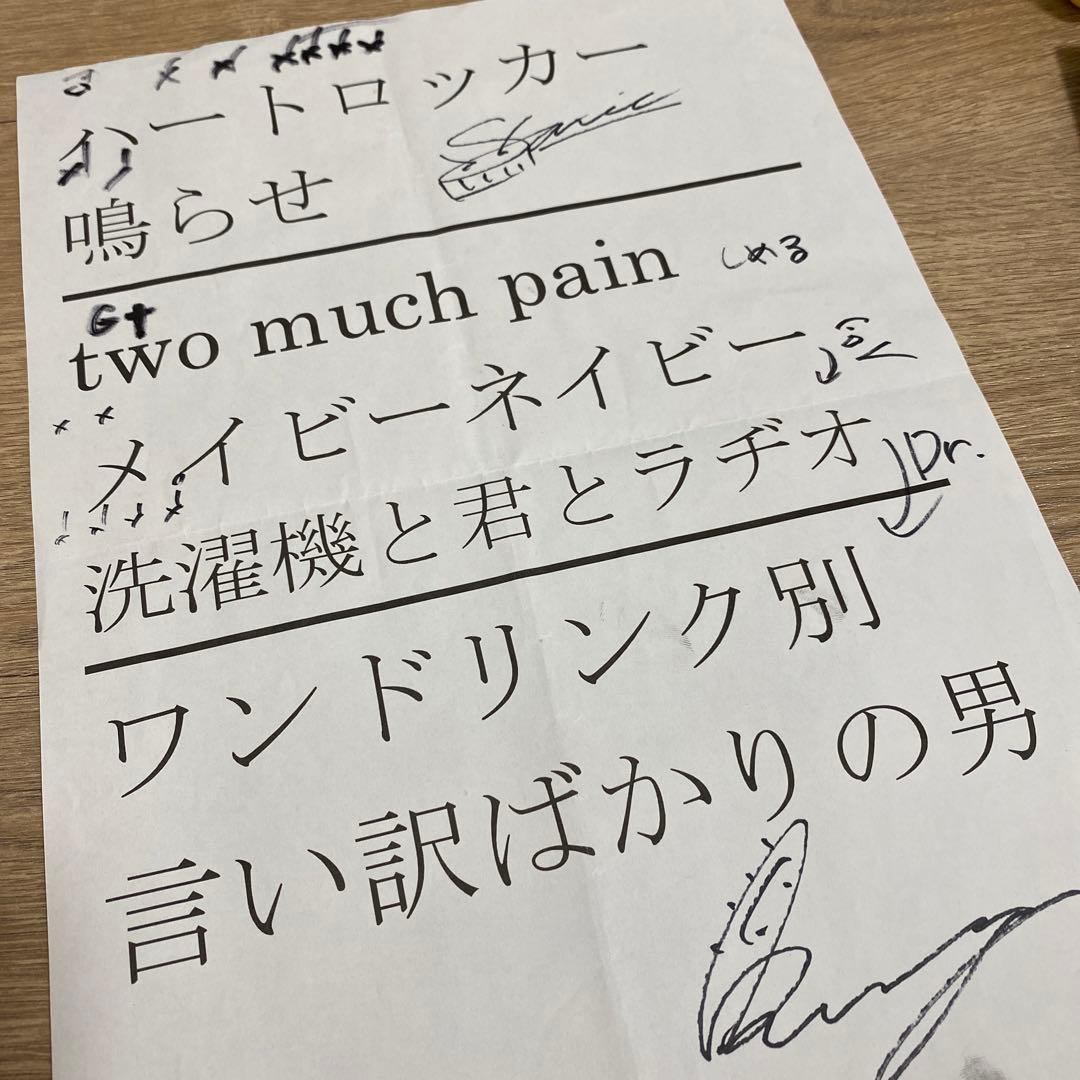 ハートロッカー
鳴らせ
Gt
two much pain
しめる
メイビーネイビー
Dr.
洗濯機と君とラヂオ
ワンドリンク別
言い訳ばかりの男